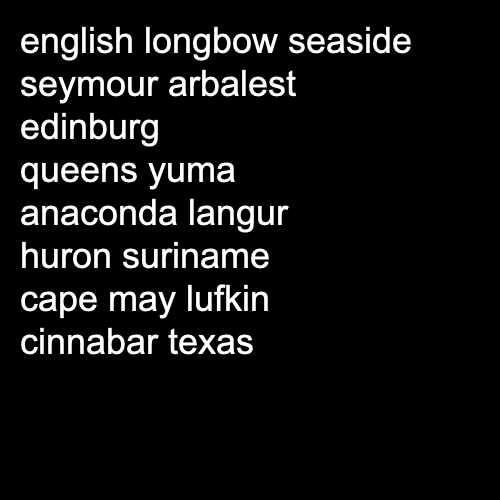 english longbow seaside
seymour arbalest
edinburg
queens yuma
anaconda langur
huron suriname
cape may lufkin
cinnabar texas